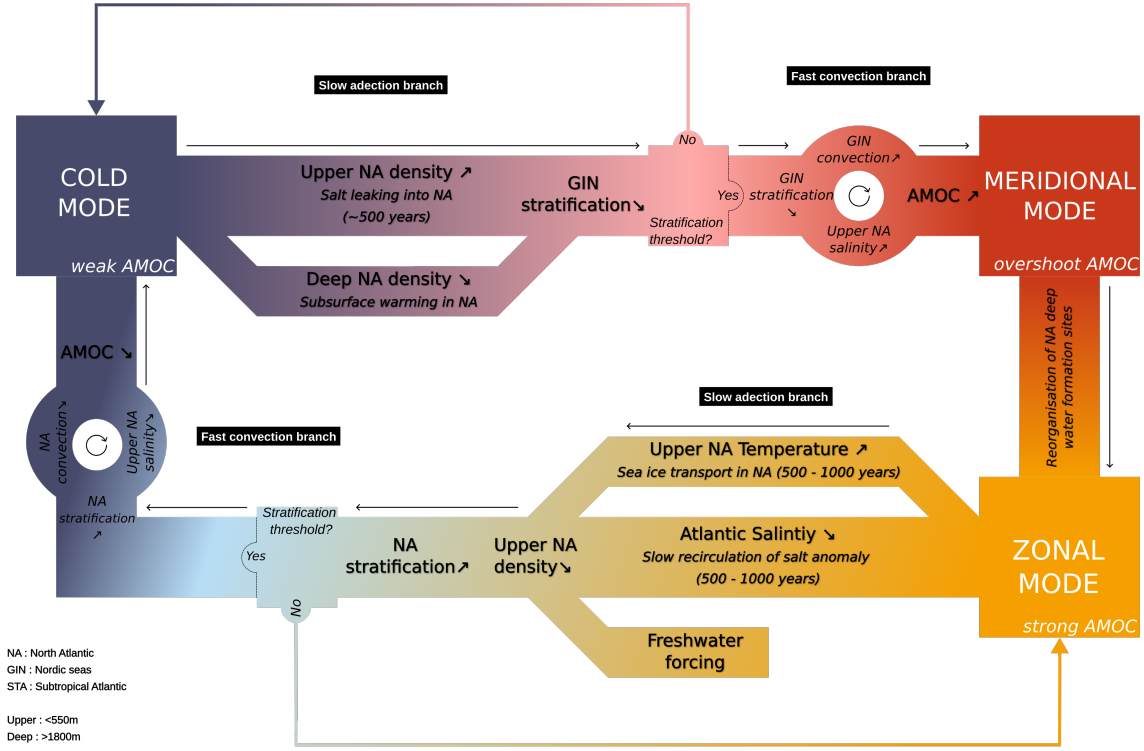 Slow adection branch
Fast convection branch
COLD
MODE
weak AMOC
Upper NA density ↗
Salt leaking into NA
(~500 years)
Deep NA density ↘
Subsurface warming in NA
GIN
stratification↘
No
Yes
Stratification
threshold?
GIN
stratification
↘
GIN
convection↗
Upper NA
salinity↗
AMOC ↗
MERIDIONAL
MODE
overshoot AMOC
Reorganisation of NA deep
water formation sites
AMOC ↘
NA
convection↘
Upper NA
salinity↘
NA
stratification
↗
Fast convection branch
Slow adection branch
Stratification
threshold?
Yes
No
NA
stratification↗
Upper NA
density↘
Upper NA Temperature ↗
Sea ice transport in NA (500 - 1000 years)
Atlantic Salintiy ↘
Slow recirculation of salt anomaly
(500 - 1000 years)
Freshwater
forcing
ZONAL
MODE
strong AMOC
NA : North Atlantic
GIN : Nordic seas
STA : Subtropical Atlantic
Upper : <550m
Deep : >1800m